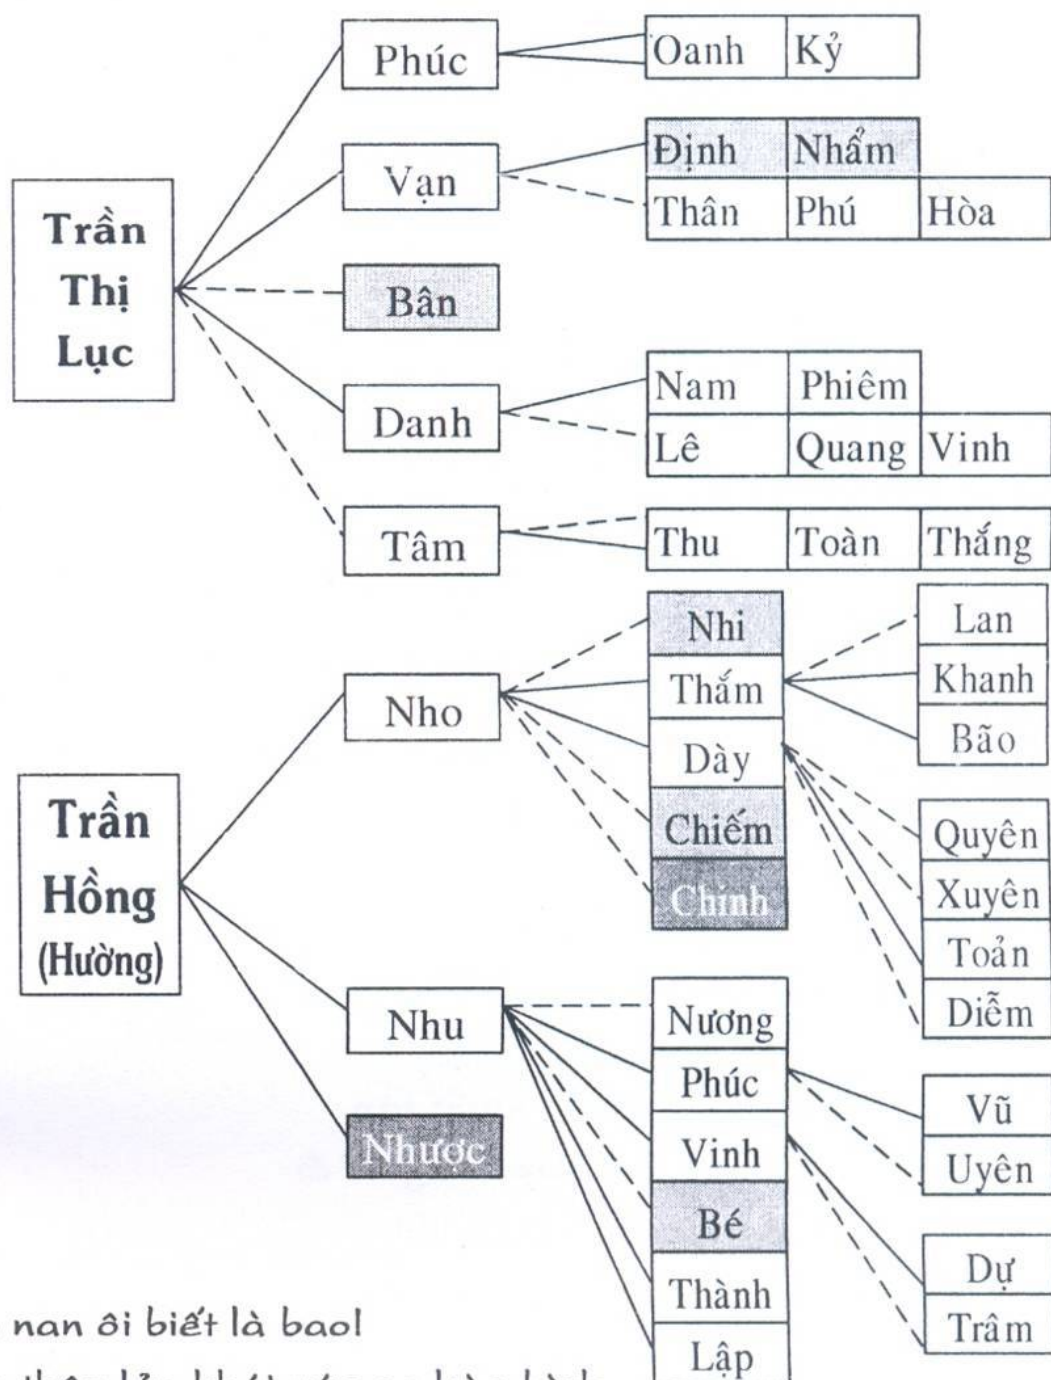 Trần
Thị
Lục
Phúc
Oanh Kỷ
Vạn
Định Nhẩm
Thân Phú Hòa
Bân
Danh
Nam Phiêm
Lê Quang Vinh
Tâm
Thu Toàn Thắng
Trần
Hồng
(Hường)
Nho
Nhi
Thắm
Dày
Chiếm
Chinh
Lan
Khanh
Bão
Quyên
Xuyên
Toản
Diễm
Nhu
Nương
Phúc
Vinh
Bé
Thành
Lập
Vũ
Uyên
Dự
Trâm
Nhược
nan ôi biết là bao!